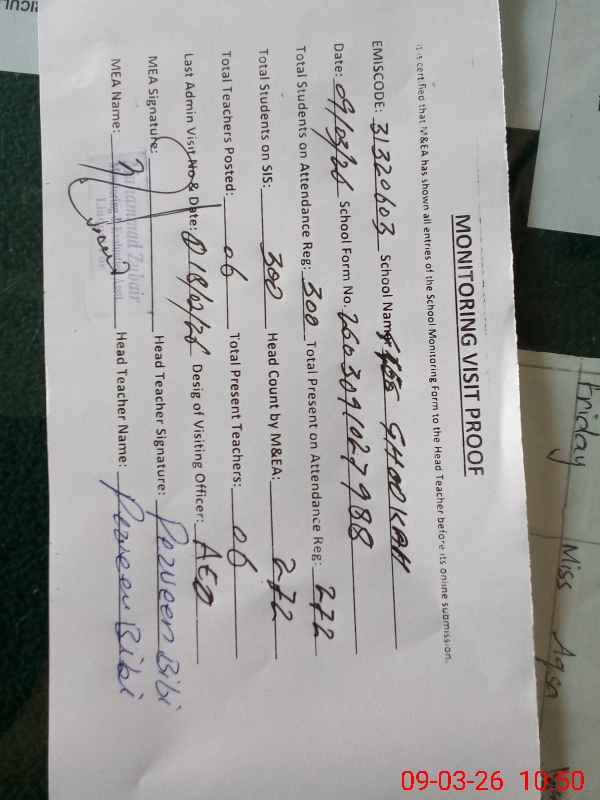 MONITORING VISIT PROOF
It is certified that M&EA has shown all entries of the School Monitoring Form to the Head Teacher before its online submission.
EMISCODE: 31320603 School Name: GHOOKAH
Date: 09/03/26 School Form No. 2603091027988
Total Students on Attendance Reg: 300 Total Present on Attendance Reg: 272
Total Students on SIS: 300 Head Count by M&EA: 272
Total Teachers Posted: 06 Total Present Teachers: 06
Last Admin Visit No & Date: 18/02/26 Desig of Visiting Officer: AEO
MEA Signature: Head Teacher Signature: Perveen Bibi
MEA Name: Head Teacher Name: Perveen Bibi
Friday Miss Aqsa
09-03-26 10:50